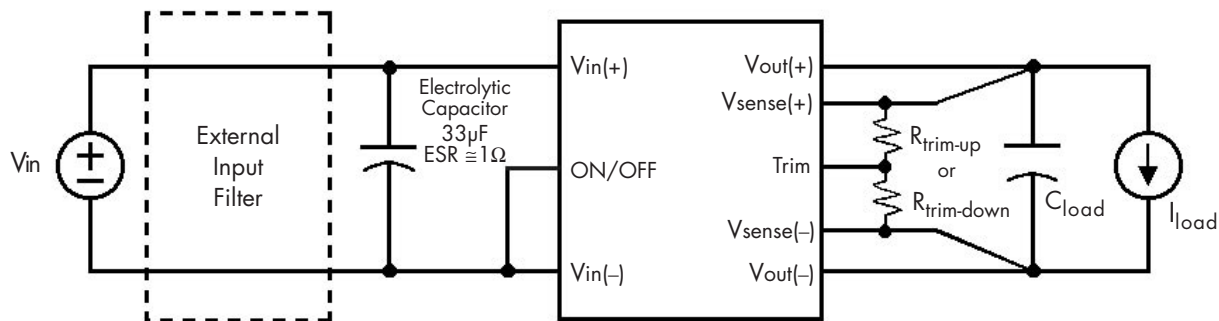 Vin
External
Input
Filter
Electrolytic
Capacitor
33µF
ESR ≅ 1Ω
Vin(+)
ON/OFF
Vin(–)
Vout(+)
Vsense(+)
Trim
Vsense(–)
Vout(–)
Rtrim-up
or
Rtrim-down
Cload
Iload